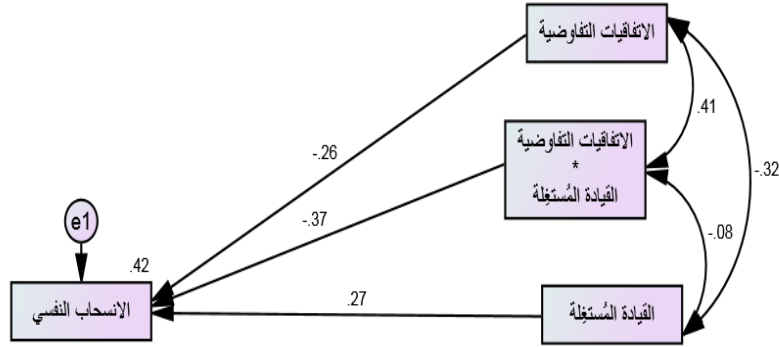 الاتفاقيات التفاوضية
.41
-.26
الاتفاقيات التفاوضية
*
القيادة المُستغِلة
-.32
-.37
-.08
e1
.42
الانسحاب النفسي
.27
القيادة المُستغِلة